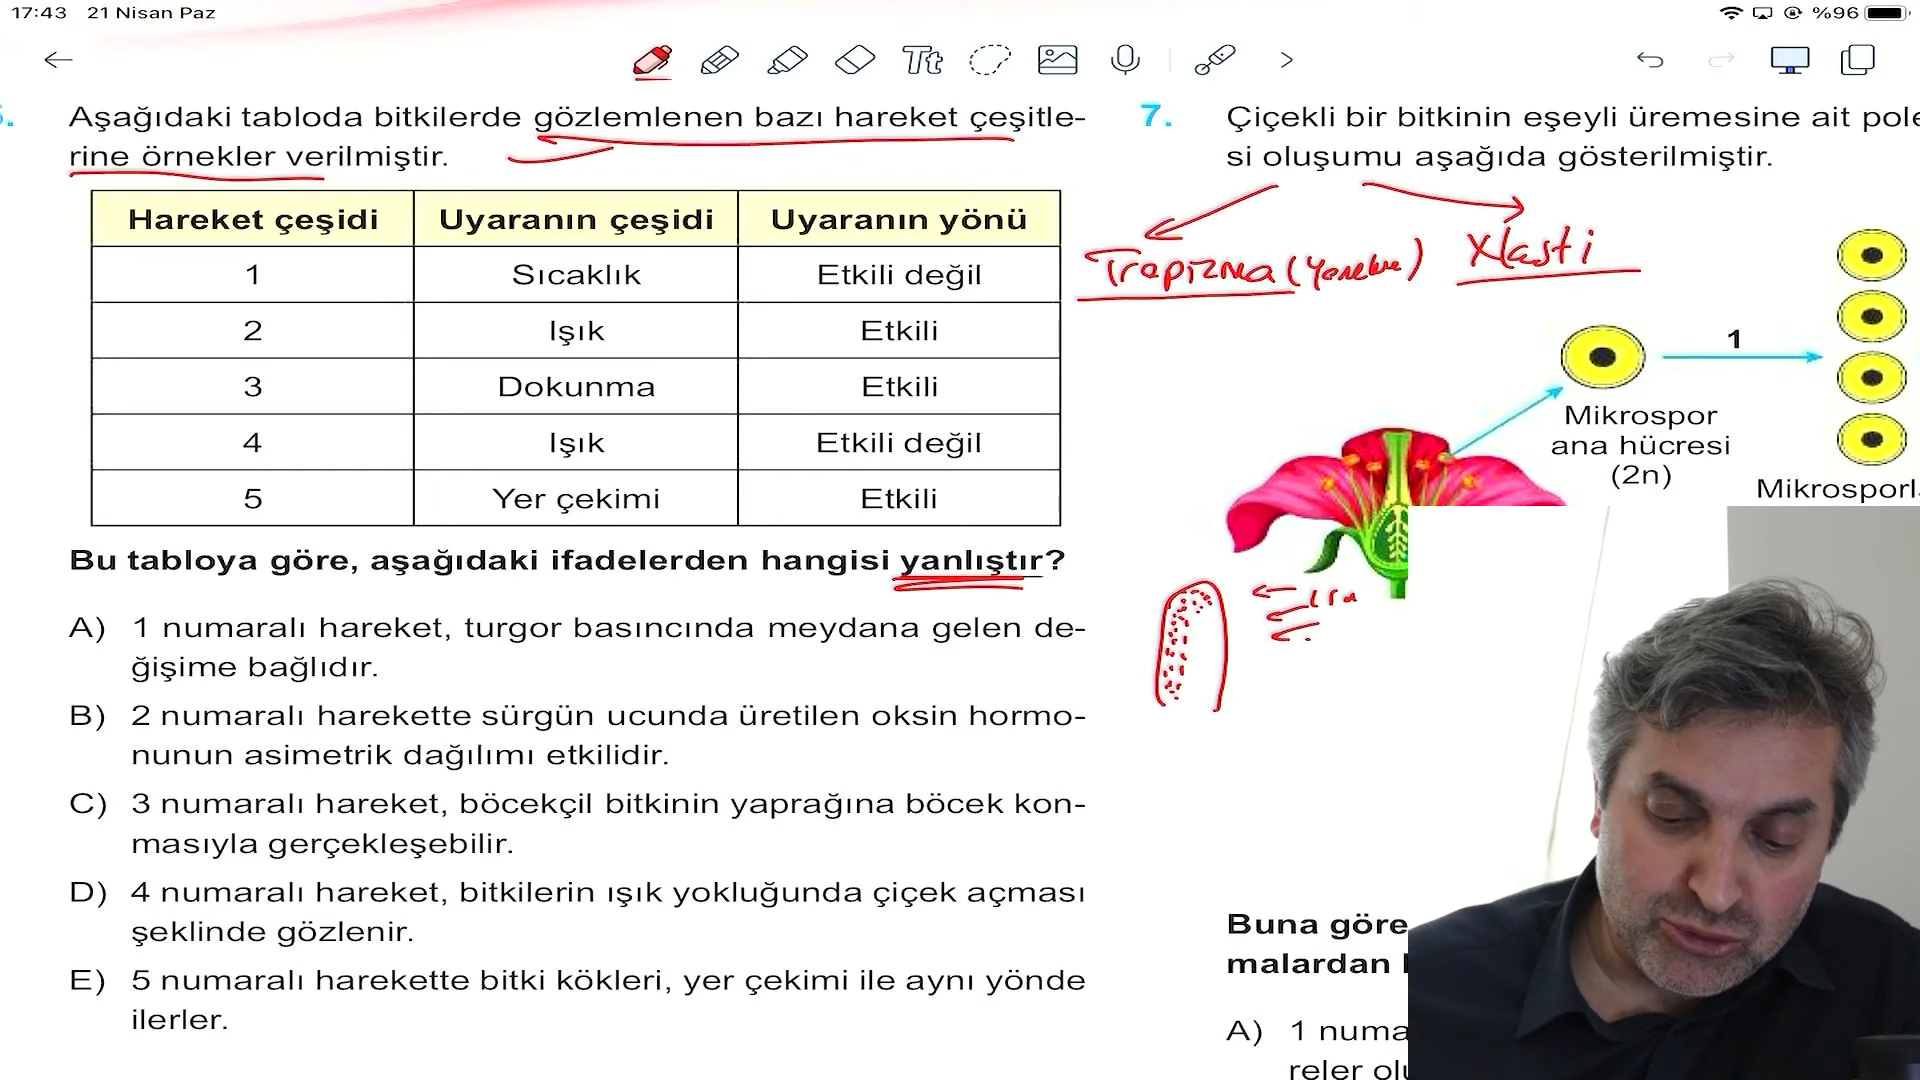 17:43 21 Nisan Paz
%96
Tt
Aşağıdaki tabloda bitkilerde gözlemlenen bazı hareket çeşitle-
rine örnekler verilmiştir.
Hareket çeşidi Uyaranın çeşidi Uyaranın yönü
1 Sıcaklık Etkili değil
2 Işık Etkili
3 Dokunma Etkili
4 Işık Etkili değil
5 Yer çekimi Etkili
Bu tabloya göre, aşağıdaki ifadelerden hangisi yanlıştır?
A) 1 numaralı hareket, turgor basıncında meydana gelen de-
ğişime bağlıdır.
B) 2 numaralı harekette sürgün ucunda üretilen oksin hormo-
nunun asimetrik dağılımı etkilidir.
C) 3 numaralı hareket, böcekçil bitkinin yaprağına böcek kon-
masıyla gerçekleşebilir.
D) 4 numaralı hareket, bitkilerin ışık yokluğunda çiçek açması
şeklinde gözlenir.
E) 5 numaralı harekette bitki kökleri, yer çekimi ile aynı yönde
ilerler.
7. Çiçekli bir bitkinin eşeyli üremesine ait pole
si oluşumu aşağıda gösterilmiştir.
1
Mikrospor
ana hücresi
(2n)
Mikrosporl
Buna göre
malardan
A) 1 numa
reler olu